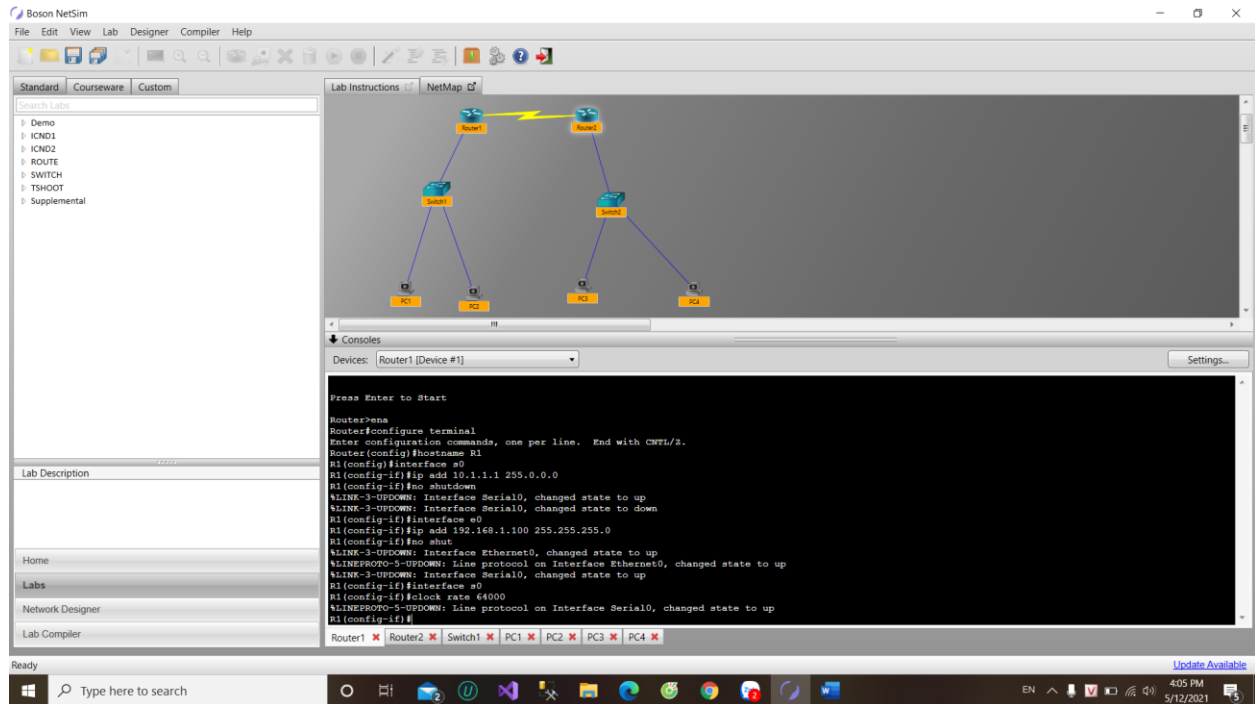 Boson NetSim
File Edit View Lab Designer Compiler Help
Standard Courseware Custom
Search Labs
Demo
ICND1
ICND2
ROUTE
SWITCH
TSHOOT
Supplemental
Lab Description
Home
Labs
Network Designer
Lab Compiler
Lab Instructions NetMap
Router1 Router2
Switch1 Switch2
PC1 PC2 PC3 PC4
Consoles
Devices: Router1 [Device #1] Settings...
Press Enter to Start
Router>ena
Router#configure terminal
Enter configuration commands, one per line. End with CNTL/Z.
Router(config)#hostname R1
R1(config)#interface s0
R1(config-if)#ip add 10.1.1.1 255.0.0.0
R1(config-if)#no shutdown
%LINK-3-UPDOWN: Interface Serial0, changed state to up
%LINK-3-UPDOWN: Interface Serial0, changed state to down
R1(config-if)#interface e0
R1(config-if)#ip add 192.168.1.100 255.255.255.0
R1(config-if)#no shut
%LINK-3-UPDOWN: Interface Ethernet0, changed state to up
%LINEPROTO-5-UPDOWN: Line protocol on Interface Ethernet0, changed state to up
%LINK-3-UPDOWN: Interface Serial0, changed state to up
R1(config-if)#interface s0
R1(config-if)#clock rate 64000
%LINEPROTO-5-UPDOWN: Line protocol on Interface Serial0, changed state to up
R1(config-if)#
Router1 Router2 Switch1 PC1 PC2 PC3 PC4
Ready Update Available
Type here to search
EN
4:05 PM
5/12/2021